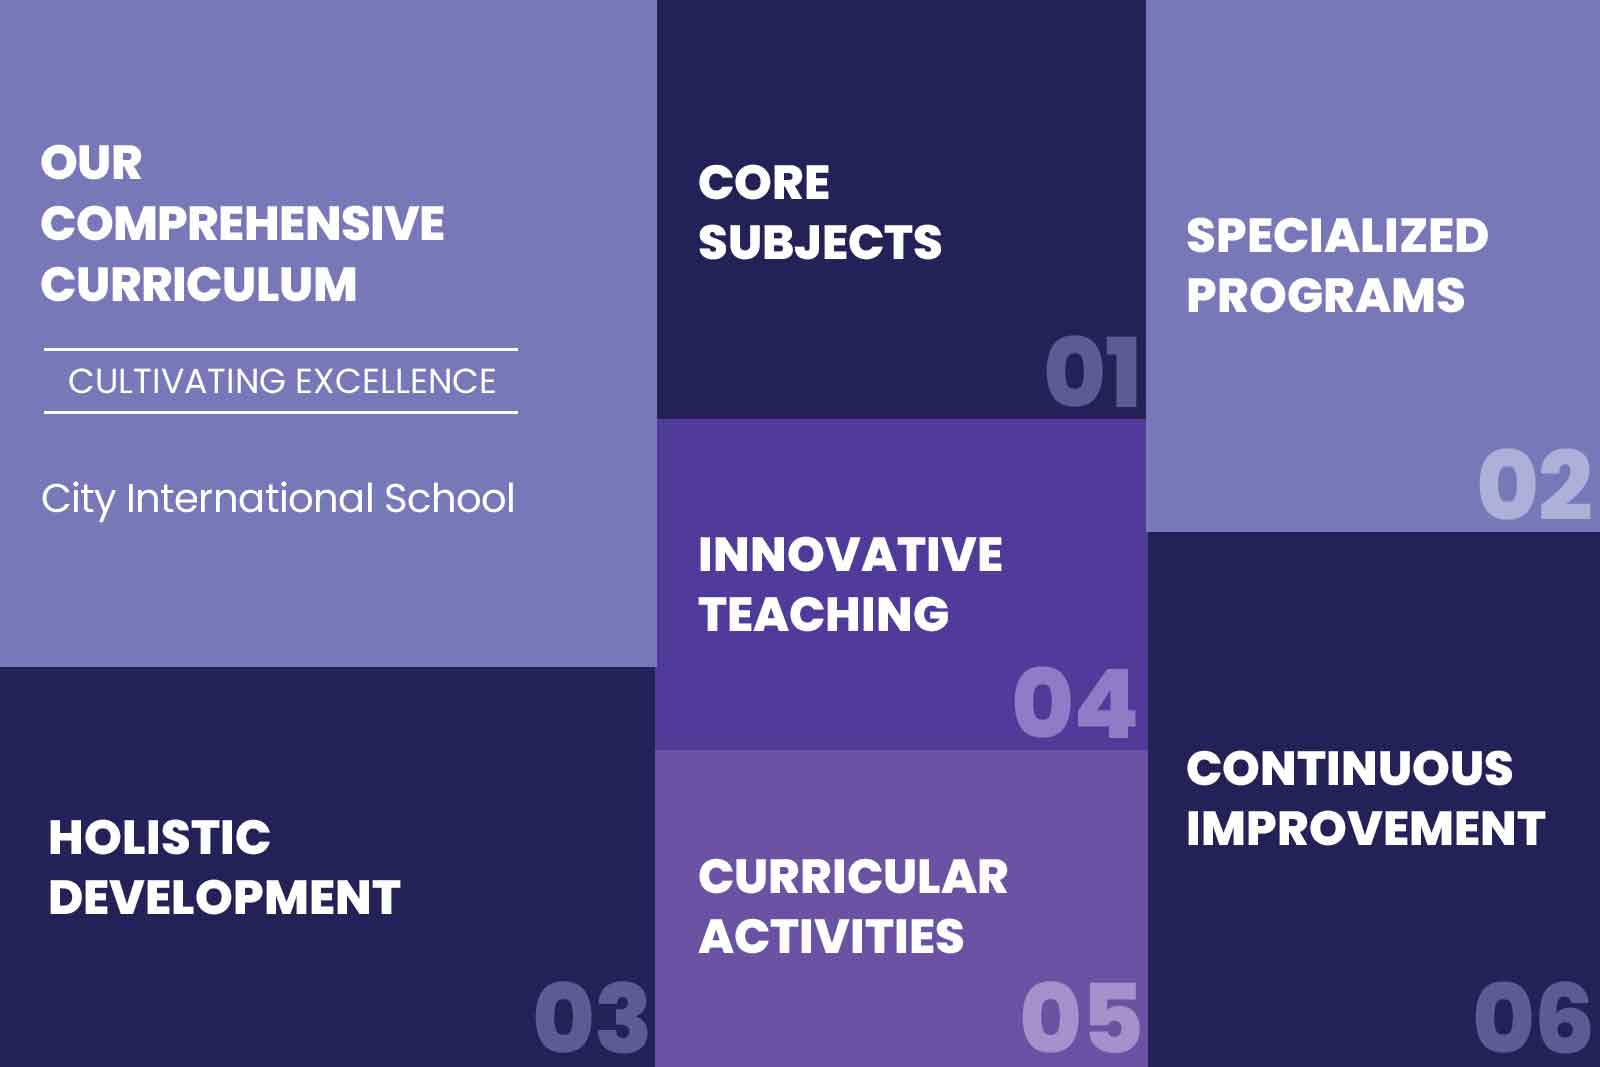 OUR
COMPREHENSIVE
CURRICULUM
CULTIVATING EXCELLENCE
City International School
CORE
SUBJECTS
01
SPECIALIZED
PROGRAMS
02
HOLISTIC
DEVELOPMENT
03
INNOVATIVE
TEACHING
04
CURRICULAR
ACTIVITIES
05
CONTINUOUS
IMPROVEMENT
06